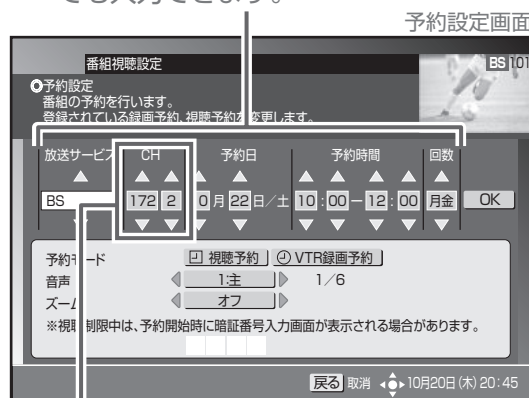 でも入力できます。
予約設定画面
番組視聴設定
BS 101
予約設定
番組の予約を行います。
登録されている録画予約、視聴予約を変更します。
放送サービス CH 予約日 予約時間 回数
BS 172 2 0月22日/土 10:00-12:00 月金 OK
予約モード 視聴予約 VTR録画予約
音声 1:主 1/6
ズーム オフ
※視聴制限中は、予約開始時に暗証番号入力画面が表示される場合があります。
戻る 取消 10月20日(木)20:45